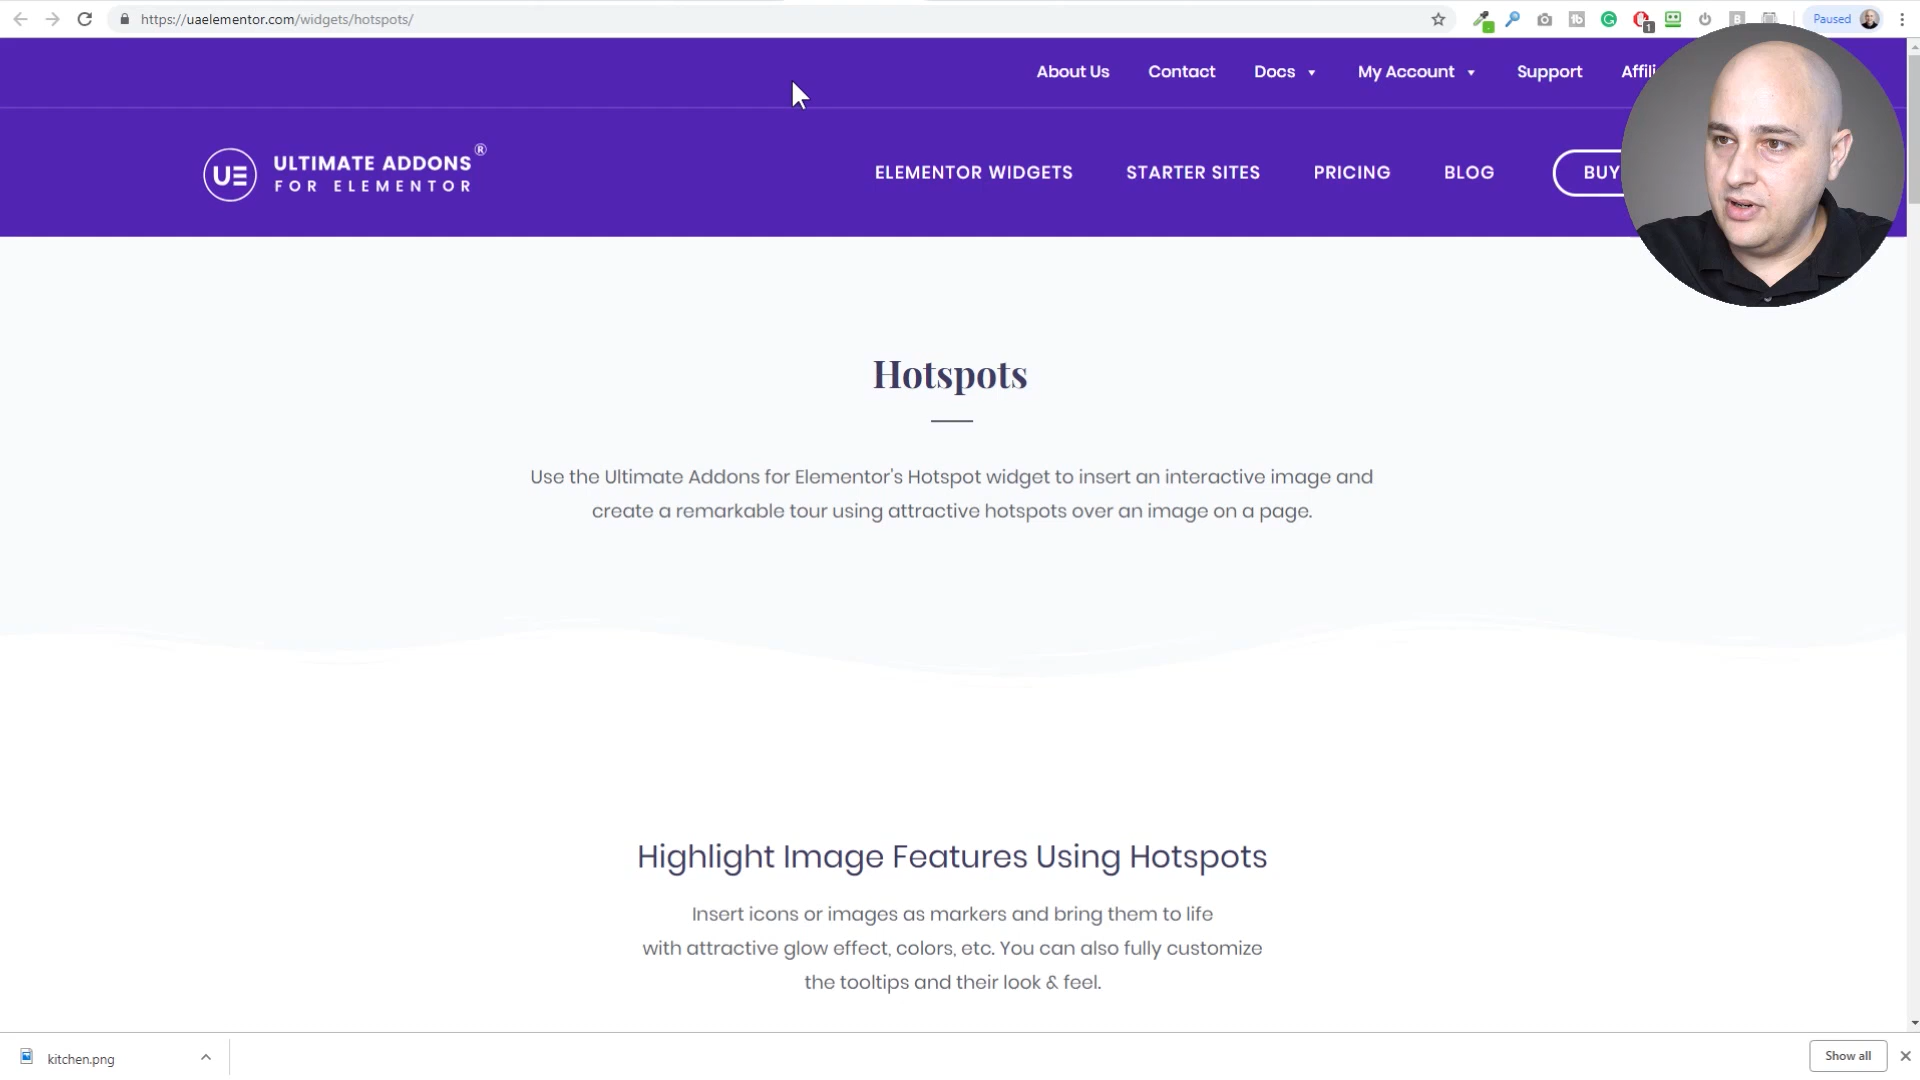 https://uaelementor.com/widgets/hotspots/
Paused
1
About Us
Contact
Docs
My Account
Support
Affili
UE
ULTIMATE ADDONS®
FOR ELEMENTOR
ELEMENTOR WIDGETS
STARTER SITES
PRICING
BLOG
BUY
Hotspots
Use the Ultimate Addons for Elementor's Hotspot widget to insert an interactive image and
create a remarkable tour using attractive hotspots over an image on a page.
Highlight Image Features Using Hotspots
Insert icons or images as markers and bring them to life
with attractive glow effect, colors, etc. You can also fully customize
the tooltips and their look & feel.
kitchen.png
Show all